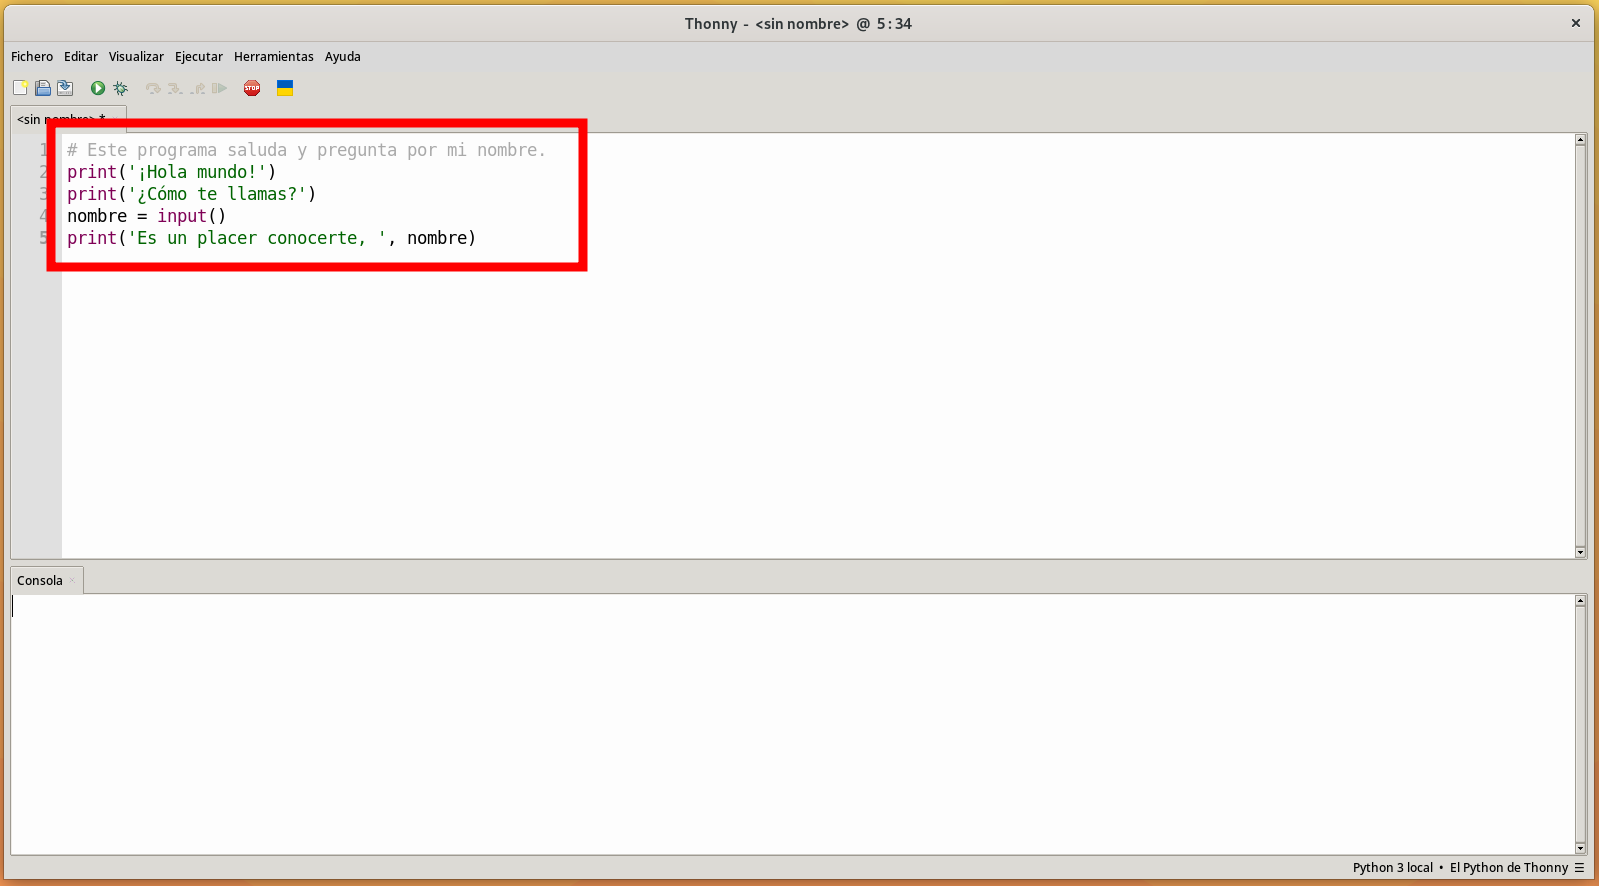 Thonny - <sin nombre> @ 5:34
Fichero Editar Visualizar Ejecutar Herramientas Ayuda
STOP
<sin nombre> *
1 # Este programa saluda y pregunta por mi nombre.
2 print('¡Hola mundo!')
3 print('¿Cómo te llamas?')
4 nombre = input()
5 print('Es un placer conocerte, ', nombre)
Consola
Python 3 local • El Python de Thonny